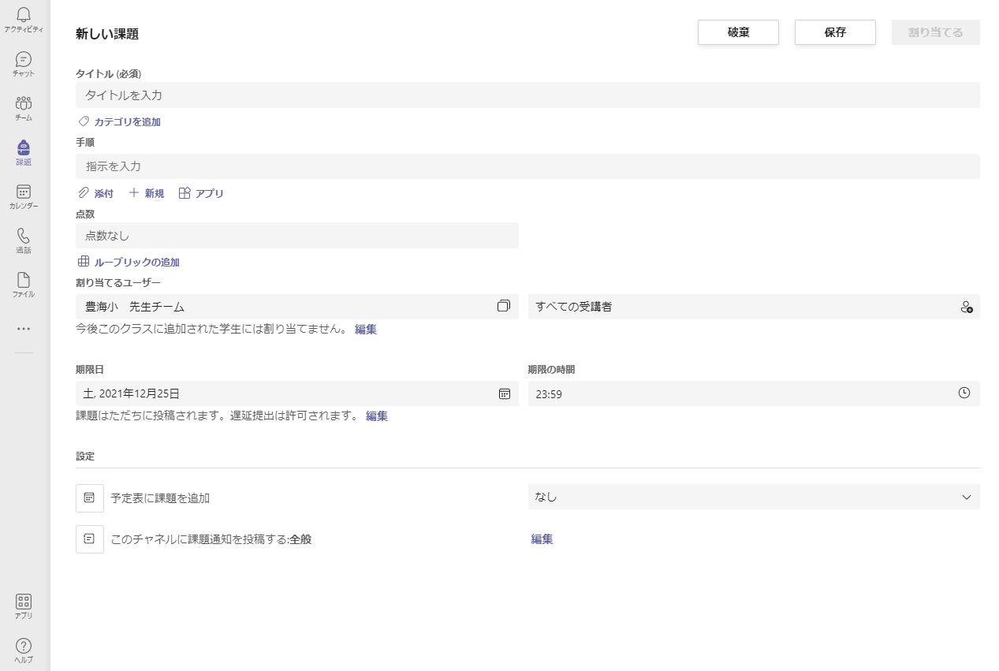 アクティビティ
チャット
チーム
課題
カレンダー
通話
ファイル
アプリ
ヘルプ
新しい課題
破棄
保存
割り当てる
タイトル (必須)
タイトルを入力
カテゴリを追加
手順
指示を入力
添付 新規 アプリ
点数
点数なし
ルーブリックの追加
割り当てるユーザー
豊海小　先生チーム
すべての受講者
今後このクラスに追加された学生には割り当てません。 編集
期限日
期限の時間
土, 2021年12月25日
23:59
課題はただちに投稿されます。遅延提出は許可されます。 編集
設定
予定表に課題を追加
なし
このチャネルに課題通知を投稿する:全般
編集